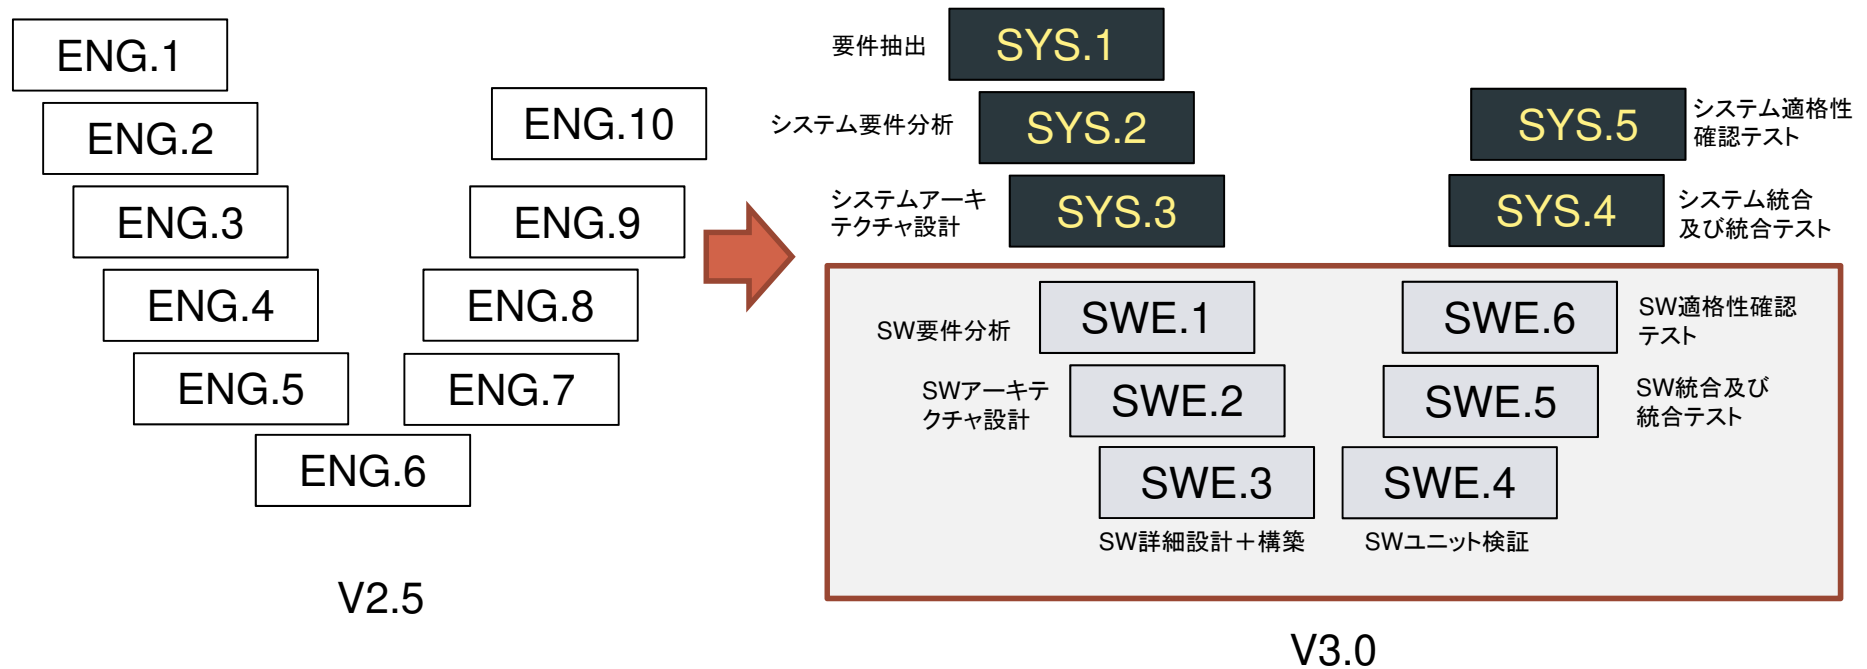 ENG.1
ENG.2
ENG.3
ENG.4
ENG.5
ENG.6
ENG.7
ENG.8
ENG.9
ENG.10
V2.5
要件抽出
SYS.1
システム要件分析
SYS.2
システムアーキ
テクチャ設計
SYS.3
SYS.5
システム適格性
確認テスト
SYS.4
システム統合
及び統合テスト
SW要件分析
SWE.1
SWアーキテ
クチャ設計
SWE.2
SWE.3
SW詳細設計＋構築
SWE.4
SWユニット検証
SWE.5
SW統合及び
統合テスト
SWE.6
SW適格性確認
テスト
V3.0